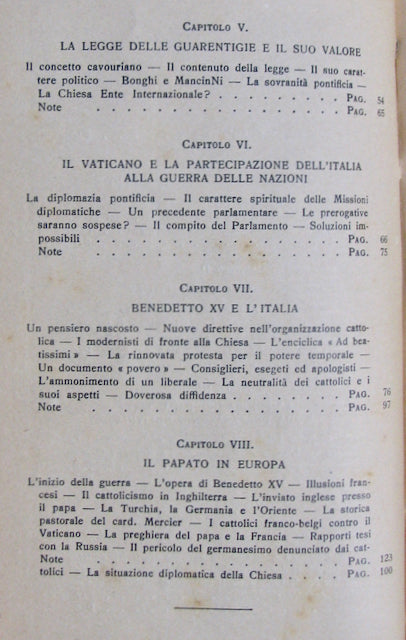 CAPITOLO V.
LA LEGGE DELLE GUARENTIGIE E IL SUO VALORE
Il concetto cavouriano — Il contenuto della legge — Il suo carat-
tere politico — Bonghi e MancinNi — La sovranità pontificia —
La Chiesa Ente Internazionale? . . . . . . . . PAG. 54
Note . . . . . . . . . . . . . . . PAG. 65
CAPITOLO VI.
IL VATICANO E LA PARTECIPAZIONE DELL'ITALIA
ALLA GUERRA DELLE NAZIONI
La diplomazia pontificia — Il carattere spirituale delle Missioni
diplomatiche — Un precedente parlamentare — Le prerogative
saranno sospese? — Il compito del Parlamento — Soluzioni im-
possibili . . . . . . . . . . . . . . PAG. 66
Note . . . . . . . . . . . . . . . PAG. 75
CAPITOLO VII.
BENEDETTO XV E L'ITALIA
Un pensiero nascosto — Nuove direttive nell'organizzazione catto-
lica — I modernisti di fronte alla Chiesa — L'enciclica « Ad bea-
tissimi » — La rinnovata protesta per il potere temporale —
Un documento « povero » — Consiglieri, esegeti ed apologisti —
L'ammonimento di un liberale — La neutralità dei cattolici e i
suoi aspetti — Doverosa diffidenza . . . . . . . PAG. 76
Note . . . . . . . . . . . . . . . PAG. 97
CAPITOLO VIII.
IL PAPATO IN EUROPA
L'inizio della guerra — L'opera di Benedetto XV — Illusioni fran-
cesi — Il cattolicismo in Inghilterra — L'inviato inglese presso
il papa — La Turchia, la Germania e l'Oriente — La storica
pastorale del card. Mercier — I cattolici franco-belgi contro il
Vaticano — La preghiera del papa e la Francia — Rapporti tesi
con la Russia — Il pericolo del germanesimo denunciato dai cat-
Note . . . . . . . . . . . . . . . PAG. 123
tolici — La situazione diplomatica della Chiesa . . . . PAG. 100